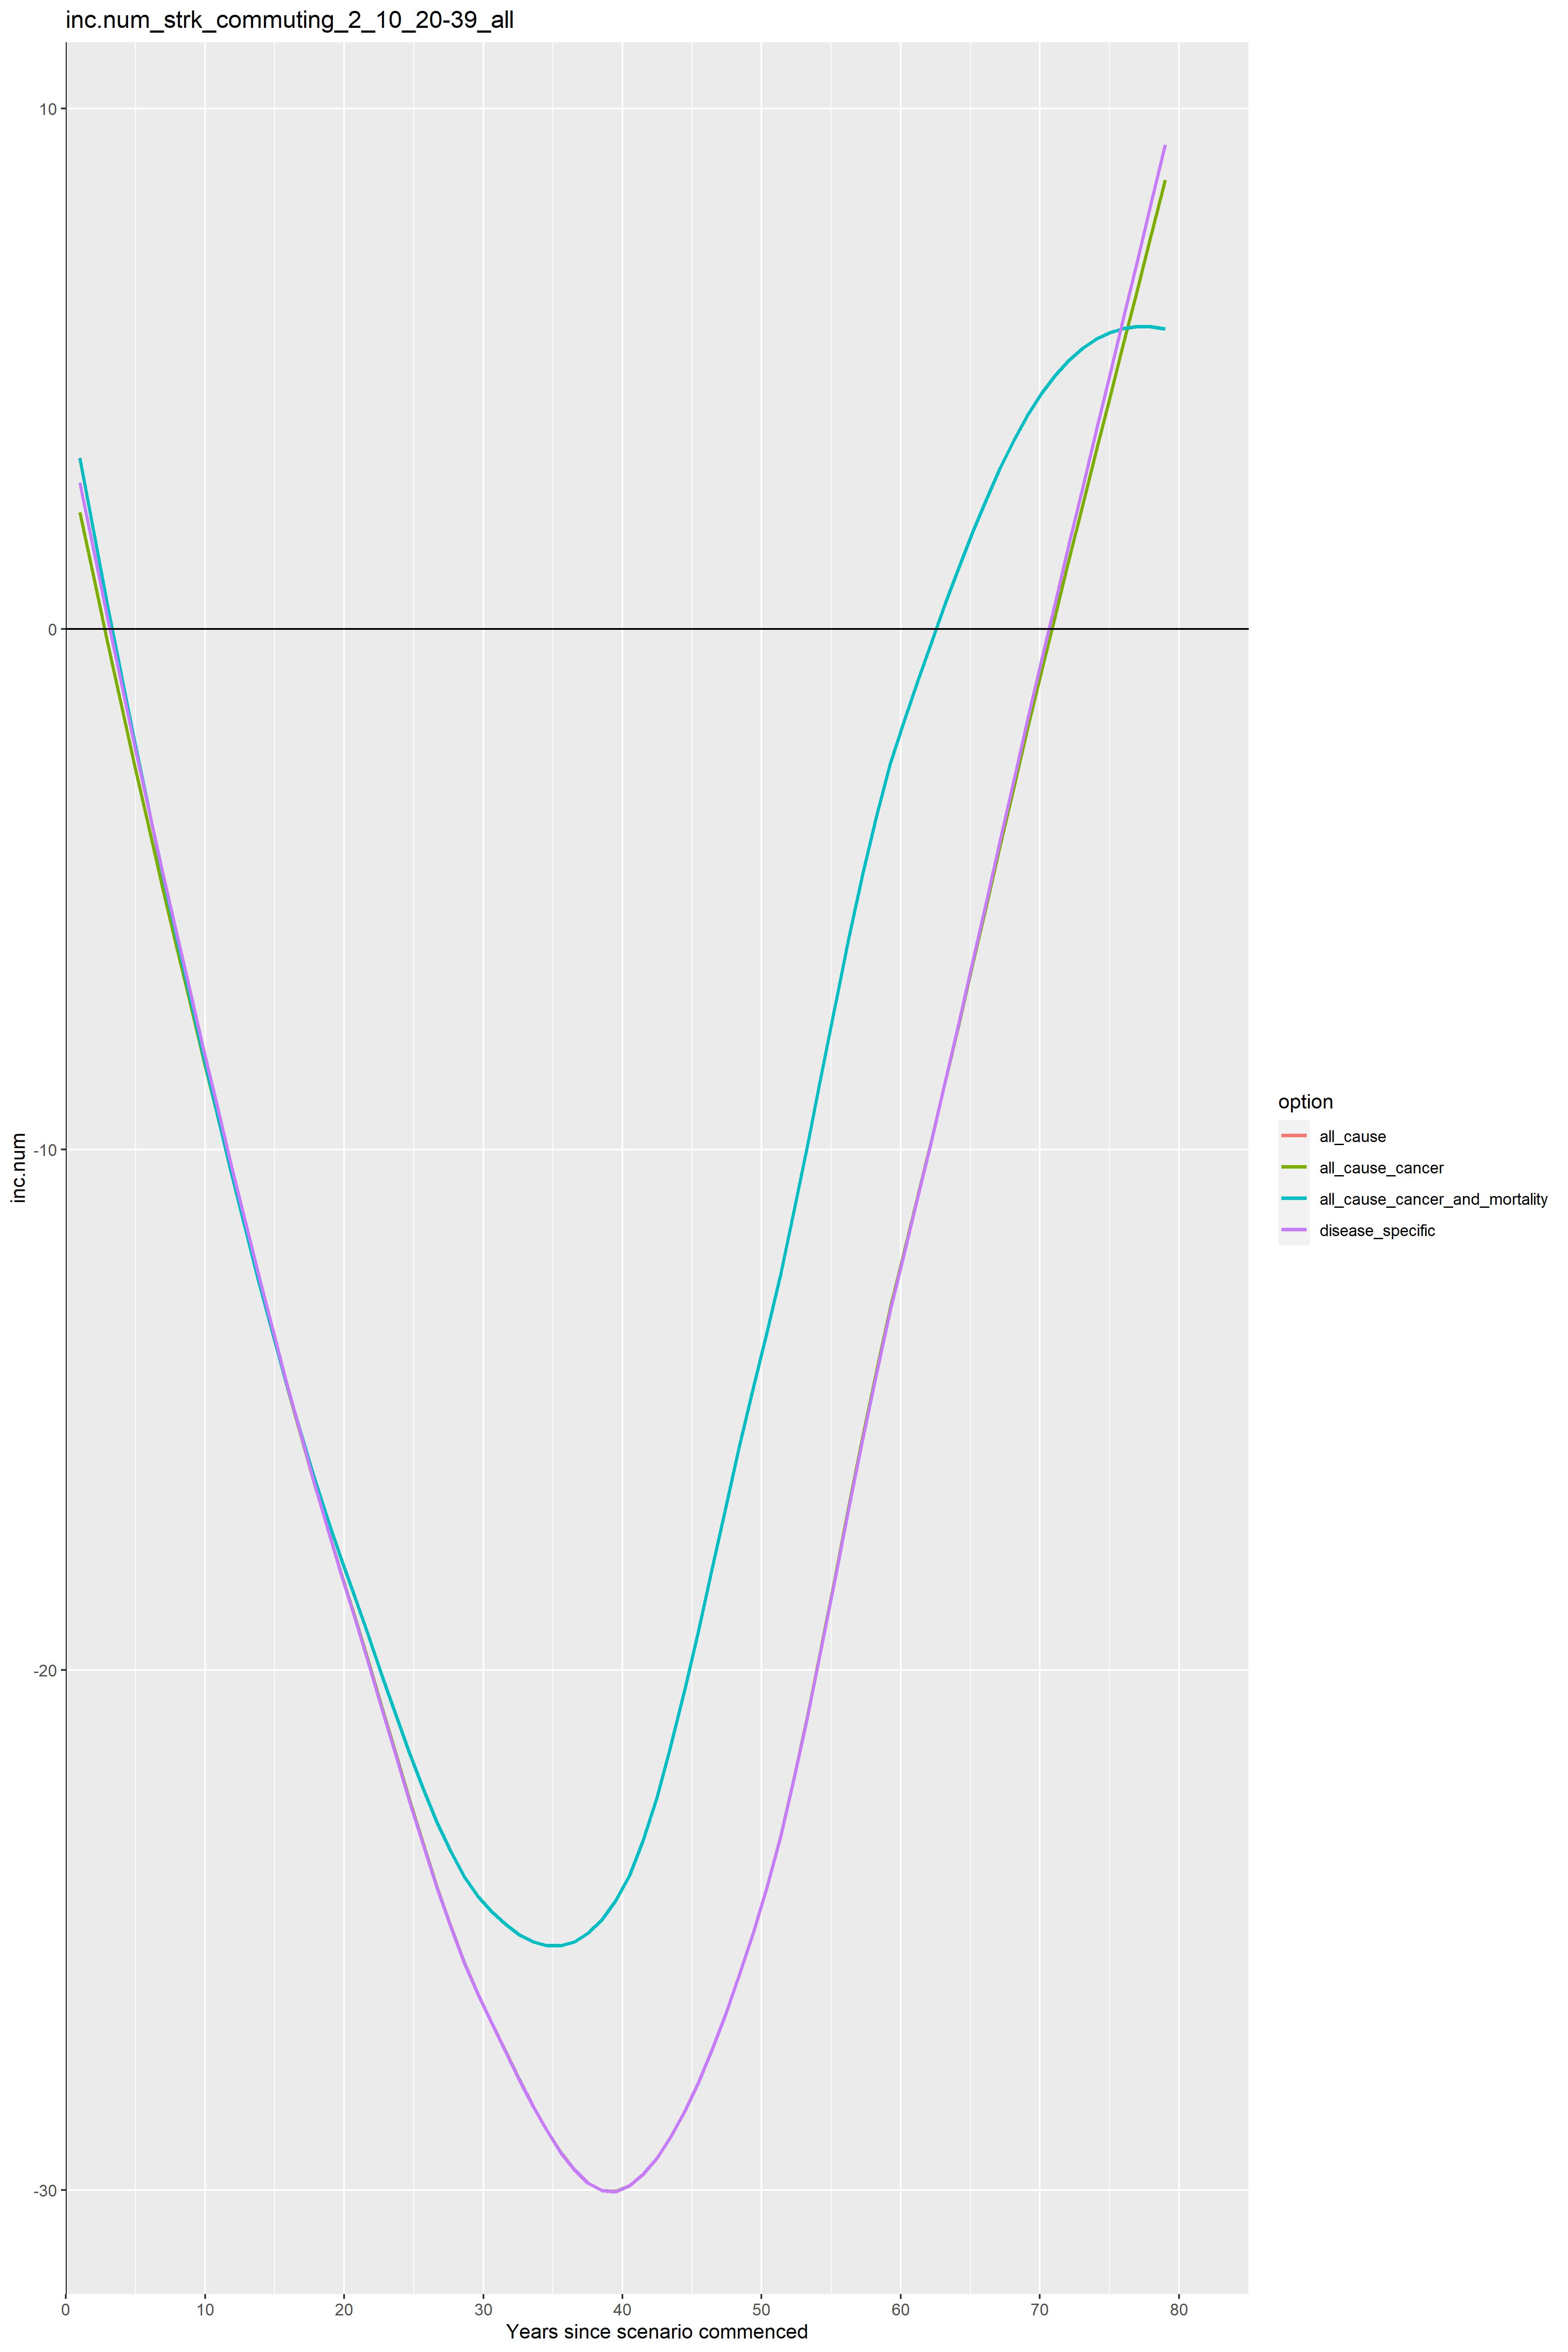 inc.num_strk_commuting_2_10_20-39_all
10
0
-10
-20
-30
inc.num
0 10 20 30 40 50 60 70 80
Years since scenario commenced
option
all_cause
all_cause_cancer
all_cause_cancer_and_mortality
disease_specific